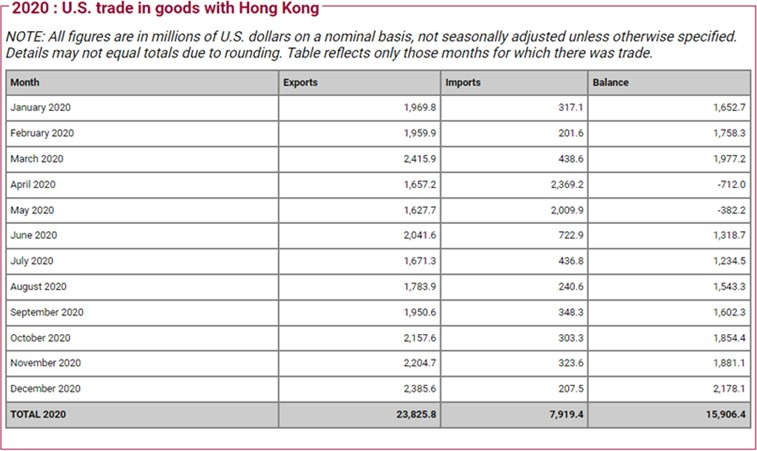 2020 : U.S. trade in goods with Hong Kong
NOTE: All figures are in millions of U.S. dollars on a nominal basis, not seasonally adjusted unless otherwise specified.
Details may not equal totals due to rounding. Table reflects only those months for which there was trade.
Month Exports Imports Balance
January 2020 1,969.8 317.1 1,652.7
February 2020 1,959.9 201.6 1,758.3
March 2020 2,415.9 438.6 1,977.2
April 2020 1,657.2 2,369.2 -712.0
May 2020 1,627.7 2,009.9 -382.2
June 2020 2,041.6 722.9 1,318.7
July 2020 1,671.3 436.8 1,234.5
August 2020 1,783.9 240.6 1,543.3
September 2020 1,950.6 348.3 1,602.3
October 2020 2,157.6 303.3 1,854.4
November 2020 2,204.7 323.6 1,881.1
December 2020 2,385.6 207.5 2,178.1
TOTAL 2020 23,825.8 7,919.4 15,906.4